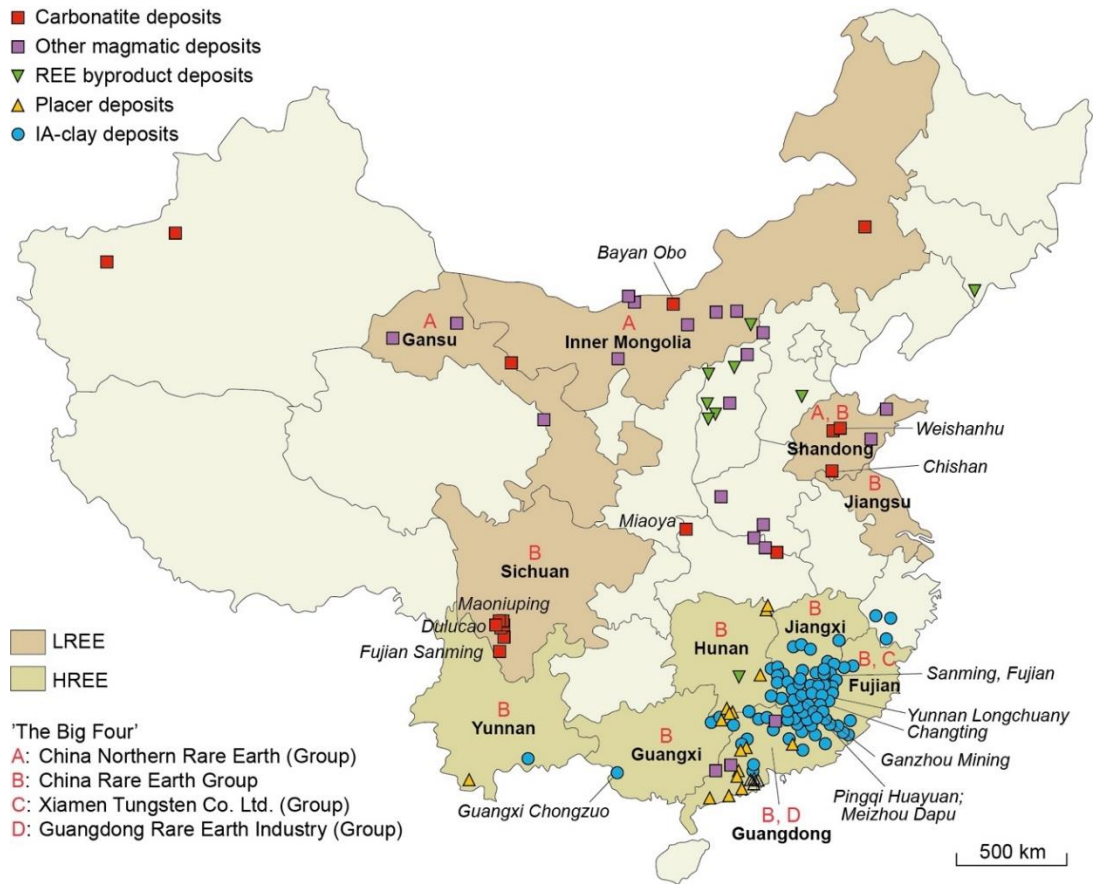 Carbonatite deposits
Other magmatic deposits
REE byproduct deposits
Placer deposits
IA-clay deposits
Bayan Obo
A
Gansu
A
Inner Mongolia
A, B
Shandong
Weishanhu
Chishan
B
Jiangsu
Miaoya
B
Sichuan
Maoniuping
Dulucao
Fujian Sanming
B
Hunan
B
Jiangxi
B, C
Fujian
Sanming, Fujian
Yunnan Longchuany
Changting
Ganzhou Mining
Pingqi Huayuan;
Meizhou Dapu
B
Yunnan
B
Guangxi
Guangxi Chongzuo
B, D
Guangdong
LREE
HREE
'The Big Four'
A: China Northern Rare Earth (Group)
B: China Rare Earth Group
C: Xiamen Tungsten Co. Ltd. (Group)
D: Guangdong Rare Earth Industry (Group)
500 km